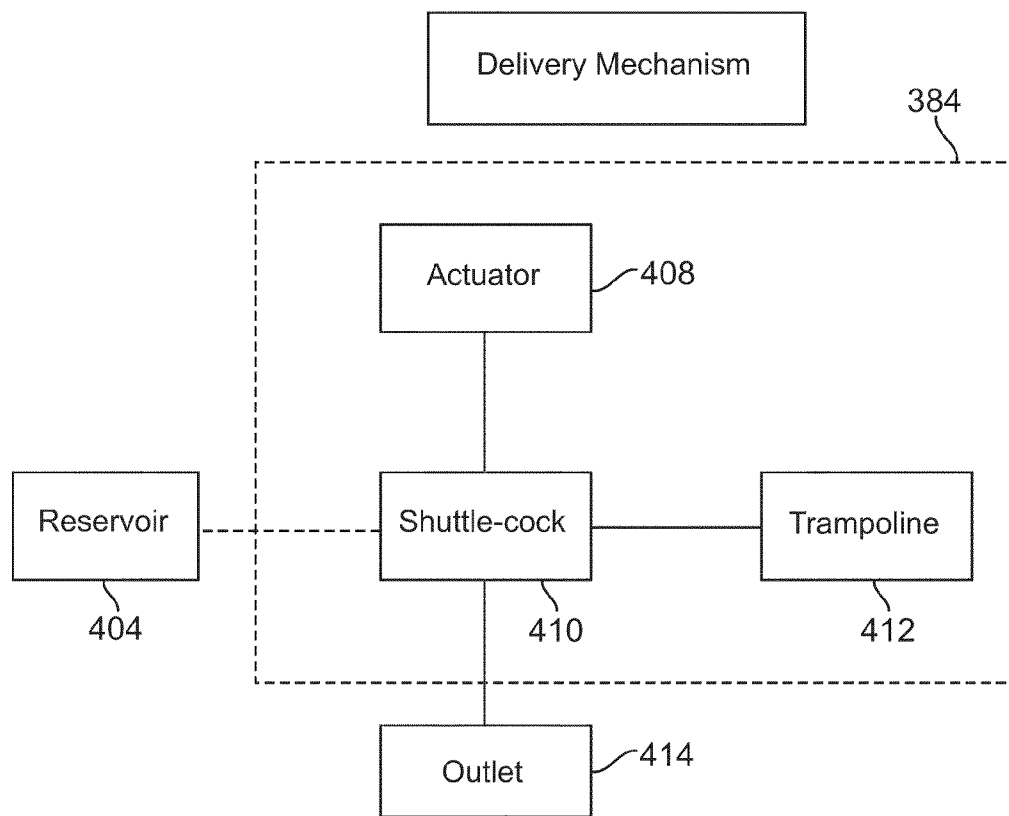 Delivery Mechanism
384
Actuator
408
Reservoir
Shuttle-cock
Trampoline
404
410
412
Outlet
414